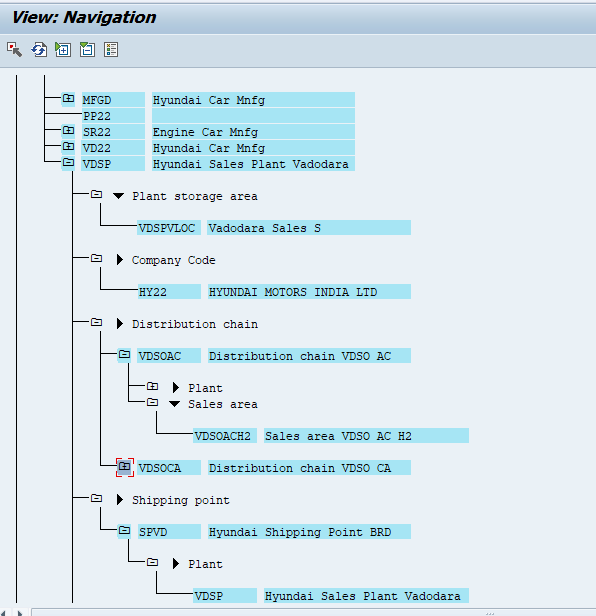 View: Navigation
MFGD Hyundai Car Mnfg
PP22
SR22 Engine Car Mnfg
VD22 Hyundai Car Mnfg
VDSP Hyundai Sales Plant Vadodara
Plant storage area
VDSPVLOC Vadodara Sales S
Company Code
HY22 HYUNDAI MOTORS INDIA LTD
Distribution chain
VDSOAC Distribution chain VDSO AC
Plant
Sales area
VDSOACH2 Sales area VDSO AC H2
VDSOCA Distribution chain VDSO CA
Shipping point
SPVD Hyundai Shipping Point BRD
Plant
VDSP Hyundai Sales Plant Vadodara